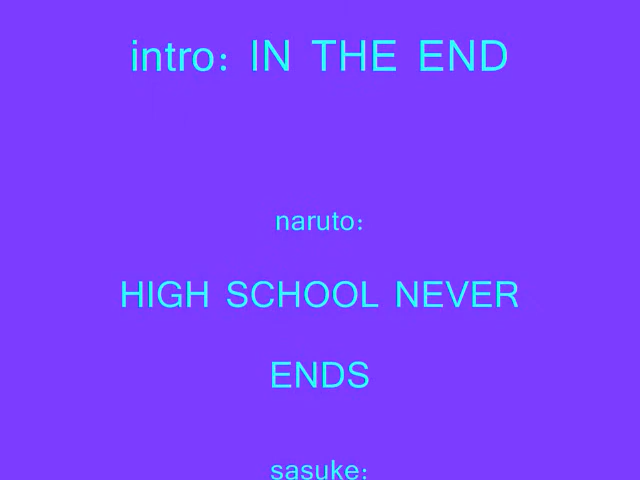 intro: IN THE END
naruto:
HIGH SCHOOL NEVER
ENDS
sasuke: